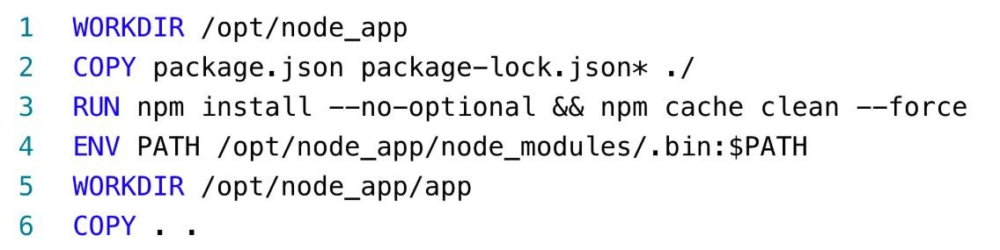 1 WORKDIR /opt/node_app
2 COPY package.json package-lock.json* ./
3 RUN npm install --no-optional && npm cache clean --force
4 ENV PATH /opt/node_app/node_modules/.bin:$PATH
5 WORKDIR /opt/node_app/app
6 COPY . .